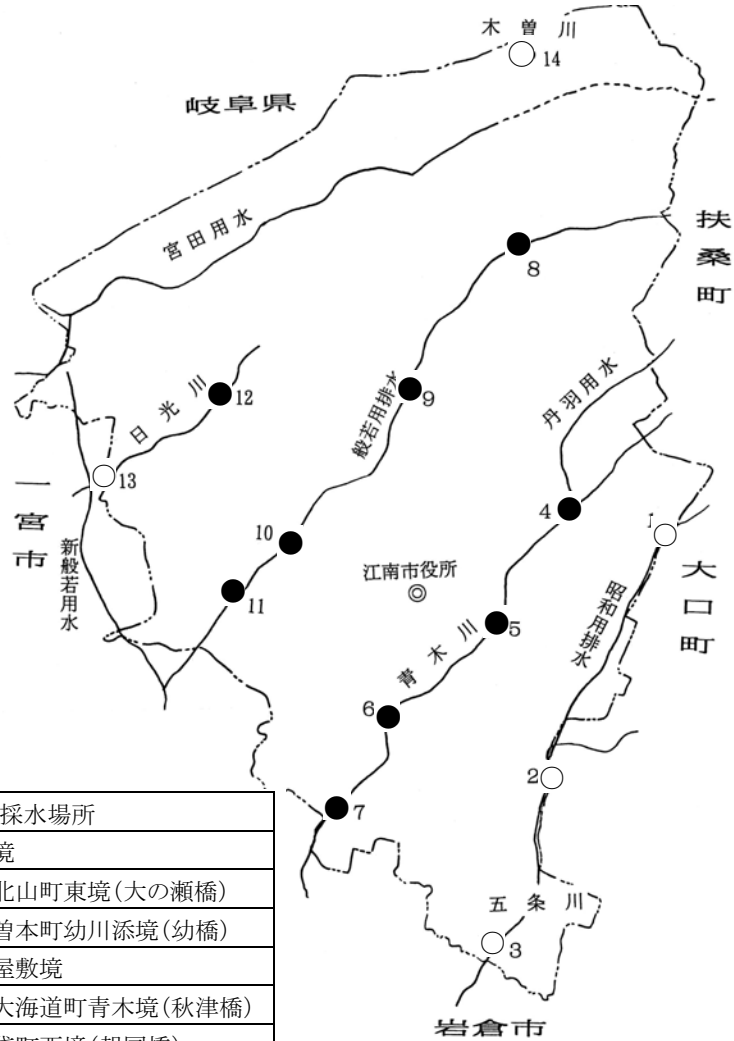 木曽川
14
岐阜県
宮田用水
扶桑町
8
丹羽用水
般若用排水
9
日光川
12
13
一宮市
新般若用水
10
11
4
1
江南市役所
◎
大口町
昭和用排水
5
青木川
6
2
7
五条川
3
岩倉市
採水場所
境
北山町東境(大の瀬橋)
曽本町幼川添境(幼橋)
屋敷境
大海道町青木境(秋津橋)